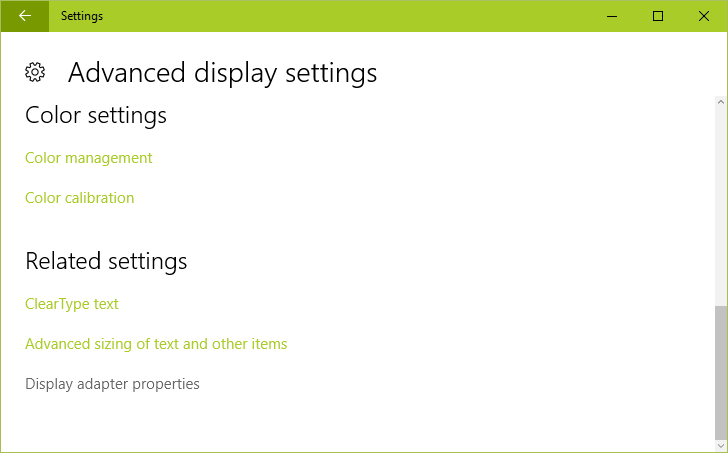 Settings
Advanced display settings
Color settings
Color management
Color calibration
Related settings
ClearType text
Advanced sizing of text and other items
Display adapter properties